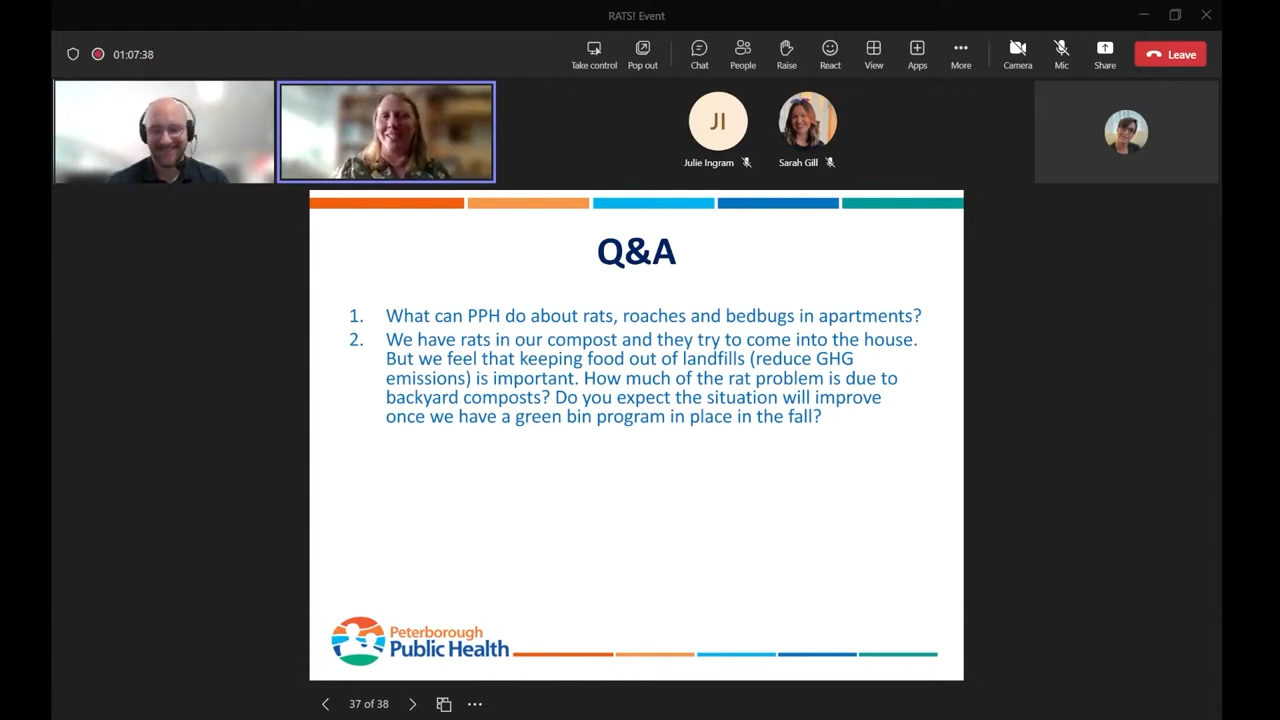 RATS! Event
01:07:38
Take control
Pop out
Chat
People
Raise
React
View
Apps
More
Camera
Mic
Share
Leave
JI
Julie Ingram
Sarah Gill
Q&A
1. What can PPH do about rats, roaches and bedbugs in apartments?
2. We have rats in our compost and they try to come into the house.
But we feel that keeping food out of landfills (reduce GHG
emissions) is important. How much of the rat problem is due to
backyard composts? Do you expect the situation will improve
once we have a green bin program in place in the fall?
Peterborough
Public Health
37 of 38